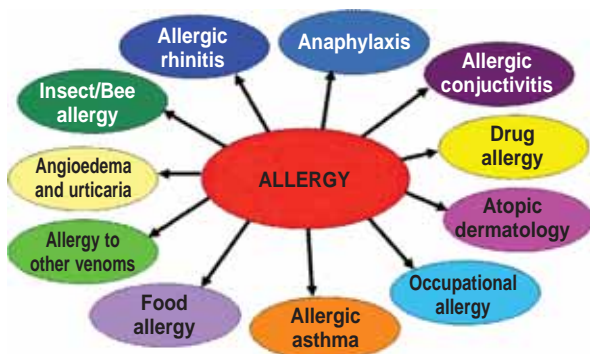 Allergic
rhinitis
Anaphylaxis
Allergic
conjuctivitis
Insect/Bee
allergy
Drug
allergy
Angioedema
and urticaria
ALLERGY
Atopic
dermatology
Allergy to
other venoms
Occupational
allergy
Food
allergy
Allergic
asthma